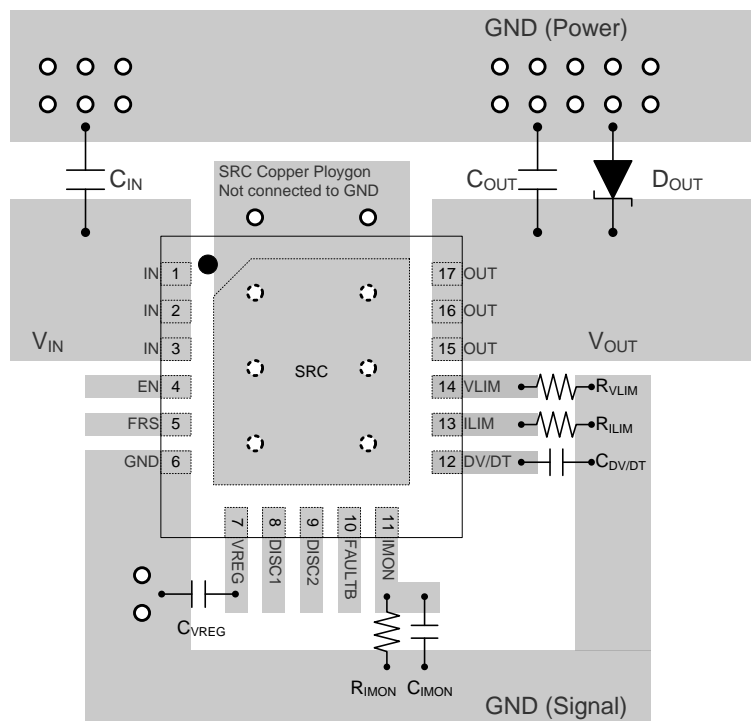 GND (Power)
CIN
SRC Copper Ploygon
Not connected to GND
COUT
DOUT
IN 1
17 OUT
IN 2
16 OUT
IN 3
15 OUT
VIN
VOUT
SRC
EN 4
14 VLIM
RVLIM
FRS 5
13 ILIM
RILIM
GND 6
12 DV/DT
CDV/DT
7 VREG
8 DISC1
9 DISC2
10 FAULTB
11 IMON
CVREG
RIMON
CIMON
GND (Signal)